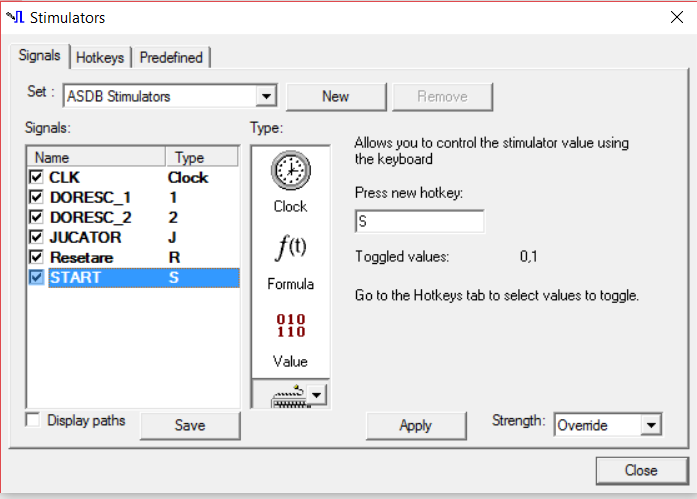 Stimulators
Signals Hotkeys Predefined
Set : ASDB Stimulators New Remove
Signals:
Name Type
CLK Clock
DORESC_1 1
DORESC_2 2
JUCATOR J
Resetare R
START S
Display paths Save
Type:
Clock
f(t)
Formula
010
110
Value
Allows you to control the stimulator value using
the keyboard
Press new hotkey:
S
Toggled values: 0,1
Go to the Hotkeys tab to select values to toggle.
Apply Strength: Override
Close